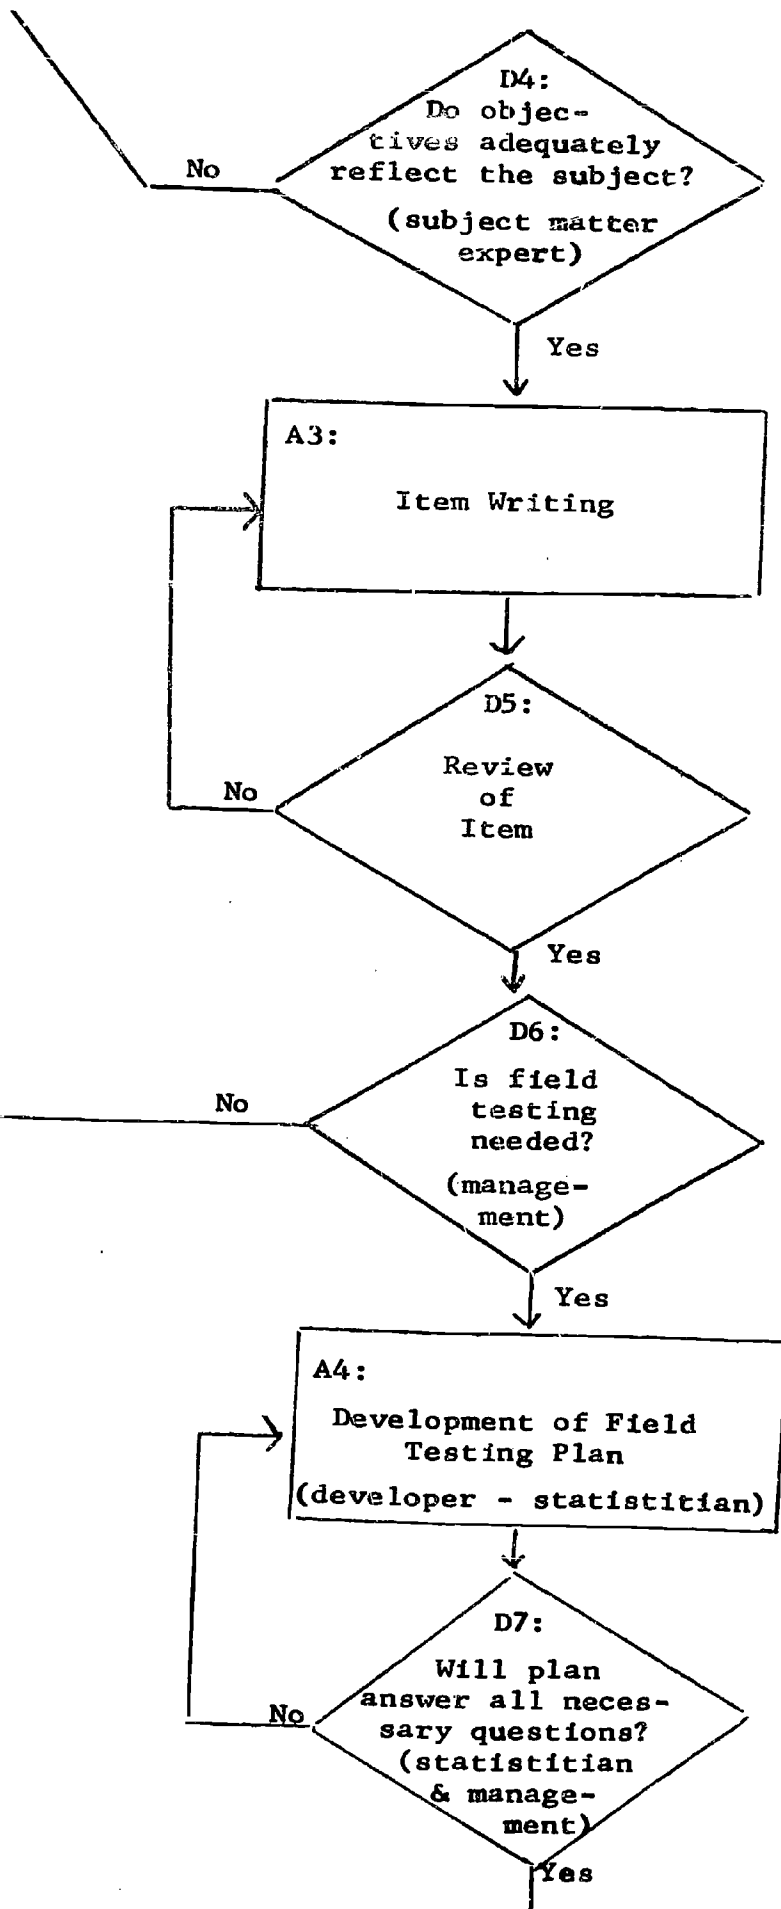 D4:
Do objec-
tives adequately
reflect the subject?
(subject matter
expert)
No
Yes
A3:
Item Writing
D5:
Review
of
Item
No
Yes
D6:
Is field
testing
needed?
(manage-
ment)
No
Yes
A4:
Development of Field
Testing Plan
(developer - statistitian)
D7:
Will plan
answer all neces-
sary questions?
(statistitian
& manage-
ment)
No
Yes